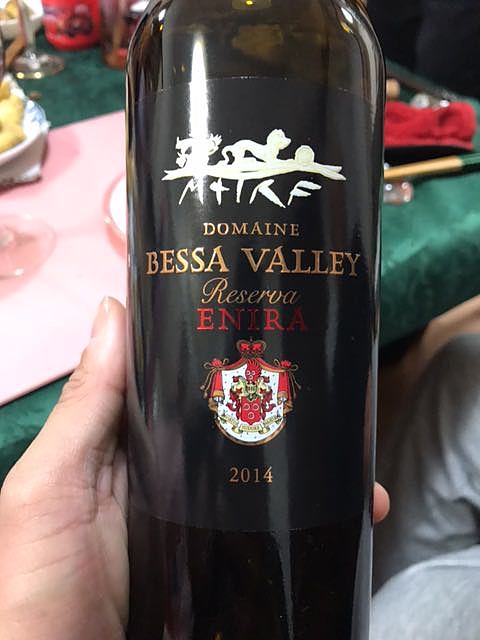 DOMAINE
BESSA VALLEY
Reserva
ENIRA
2014